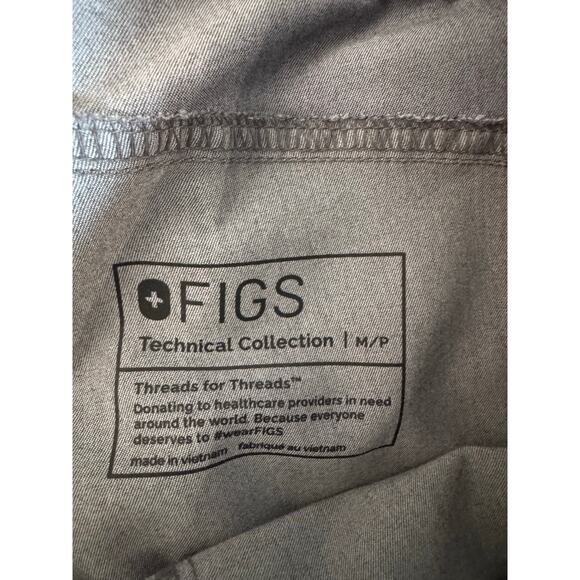 FIGS
Technical Collection | M/P
Threads for Threads™
Donating to healthcare providers in need
around the world. Because everyone
deserves to #wearFIGS
made in vietnam fabriqué au vietnam